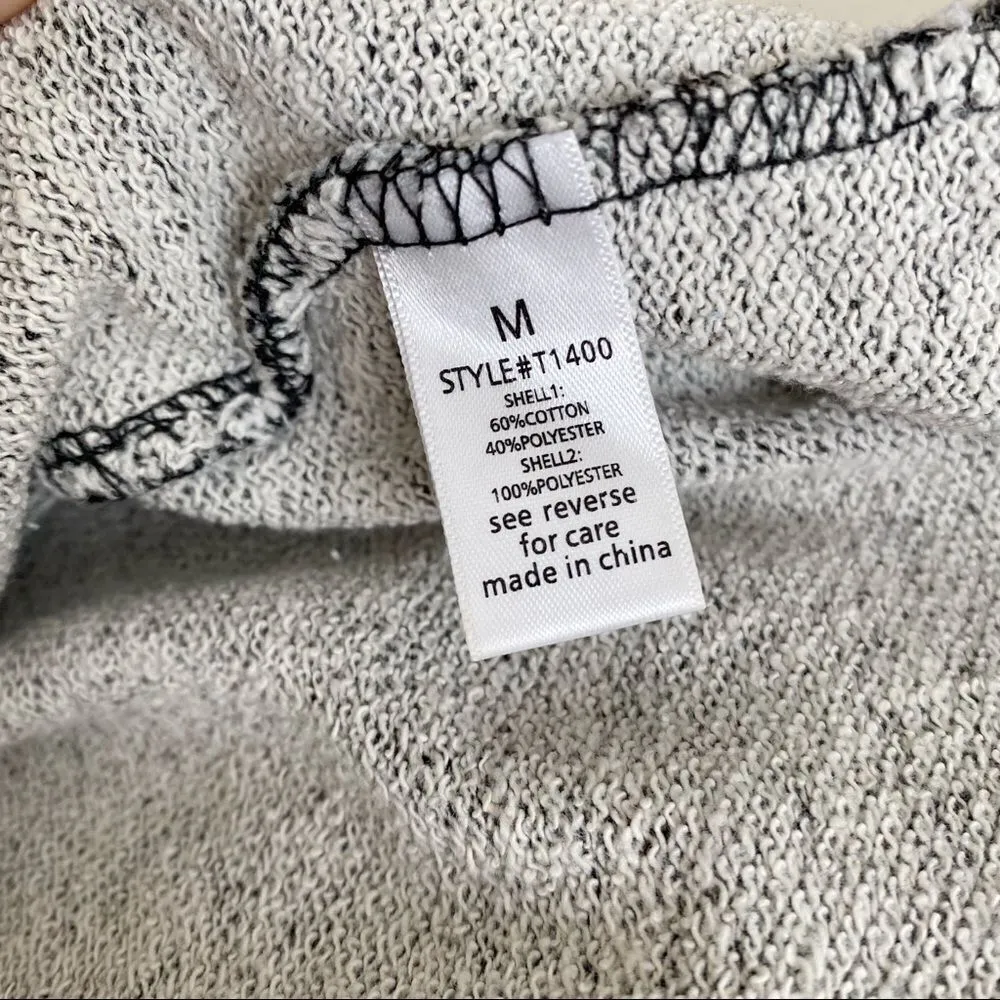 M
STYLE#T1400
SHELL1:
60%COTTON
40%POLYESTER
SHELL2:
100%POLYESTER
see reverse
for care
made in china